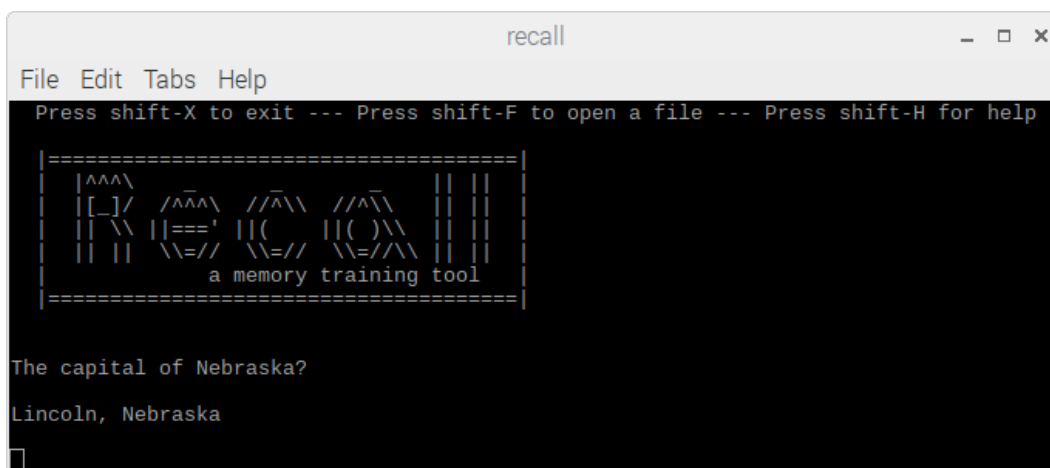 recall
File Edit Tabs Help
Press shift-X to exit --- Press shift-F to open a file --- Press shift-H for help
Recall
a memory training tool
The capital of Nebraska?
Lincoln, Nebraska